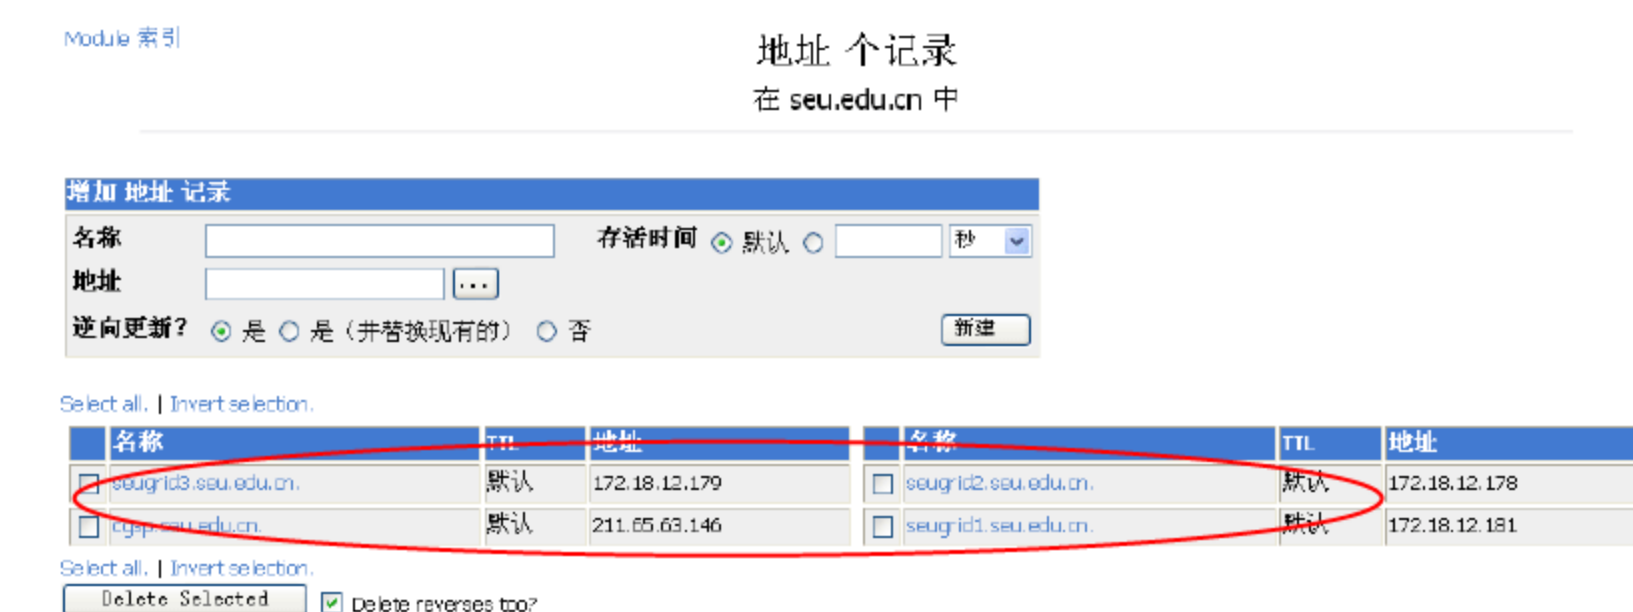 Module 索引
地址 个记录
在 seu.edu.cn 中
增加 地址 记录
名称 存活时间 默认 秒
地址 ...
逆向更新? 是 是（并替换现有的） 否 新建
Select all. | Invert selection.
名称 TTL 地址 名称 TTL 地址
seugrid3.seu.edu.cn. 默认 172.18.12.179 seugrid2.seu.edu.cn. 默认 172.18.12.178
cgsp.seu.edu.cn. 默认 211.65.63.146 seugrid1.seu.edu.cn. 默认 172.18.12.181
Select all. | Invert selection.
Delete Selected Delete reverses too?